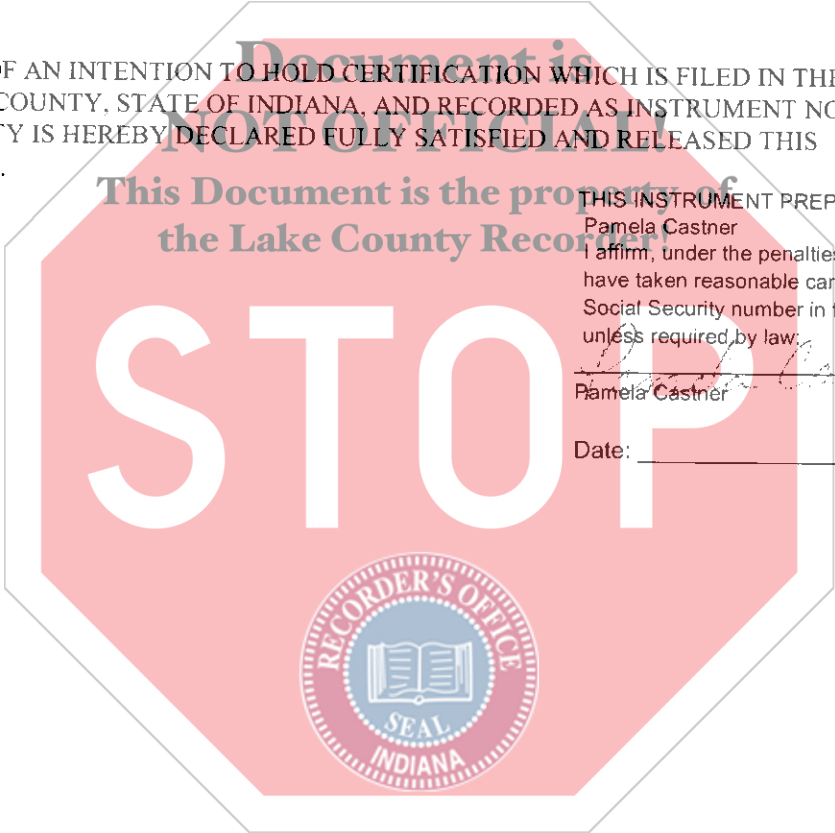 Document is
OF AN INTENTION TO HOLD CERTIFICATION WHICH IS FILED IN THE
COUNTY, STATE OF INDIANA, AND RECORDED AS INSTRUMENT NO
TY IS HEREBY DECLARED FULLY SATISFIED AND RELEASED THIS
.
NOT OFFICIAL!
This Document is the property of
the Lake County Recorder!
THIS INSTRUMENT PREP
Pamela Castner
I affirm, under the penalties
have taken reasonable car
Social Security number in
unless required by law:
Pamela Castner
Date:
STOP
RECORDER'S OFFICE
SEAL
INDIANA